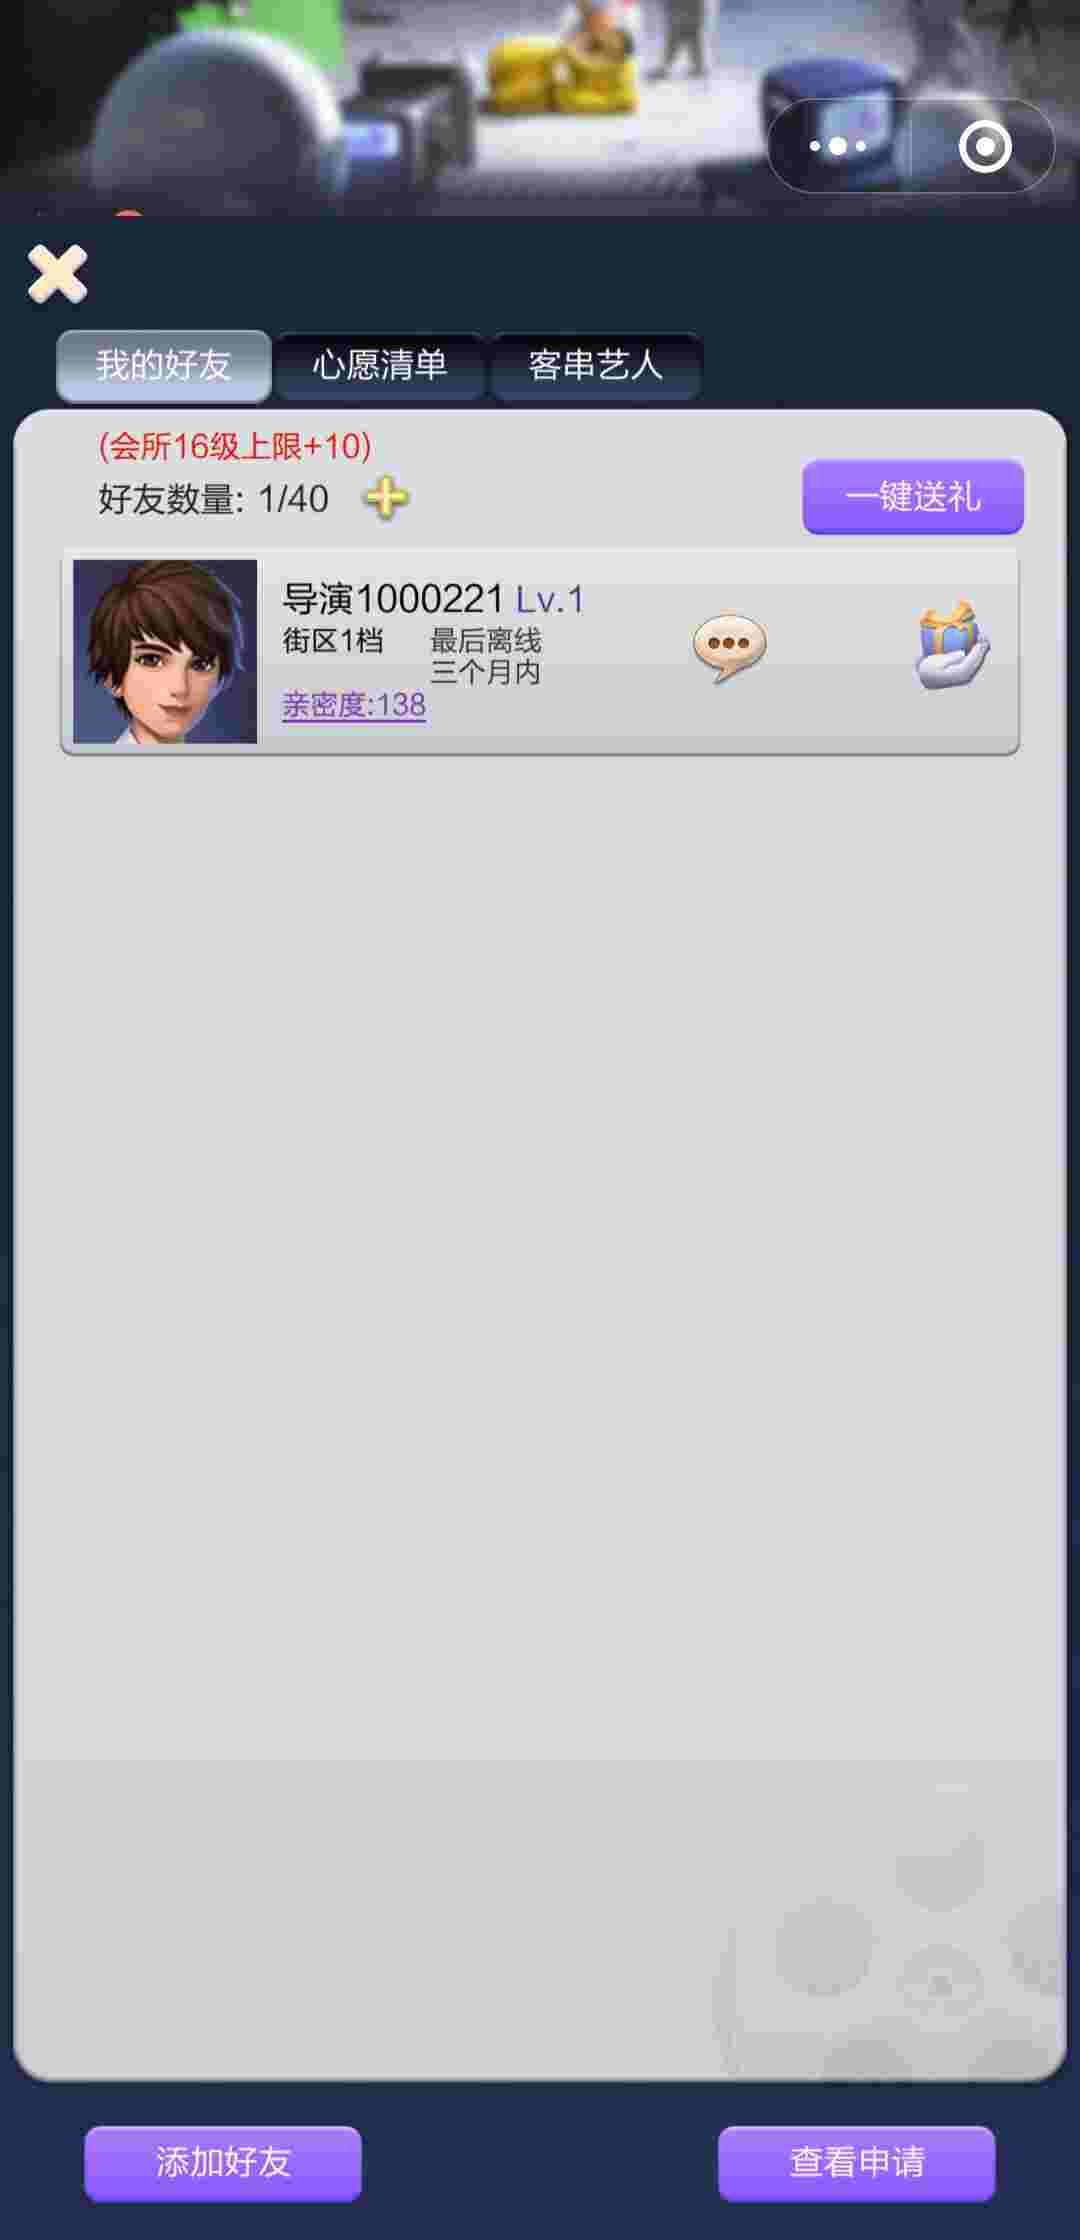 我的好友
心愿清单
客串艺人
(会所16级上限+10)
好友数量: 1/40
一键送礼
导演1000221 Lv.1
街区1档
最后离线
三个月内
亲密度:138
添加好友
查看申请